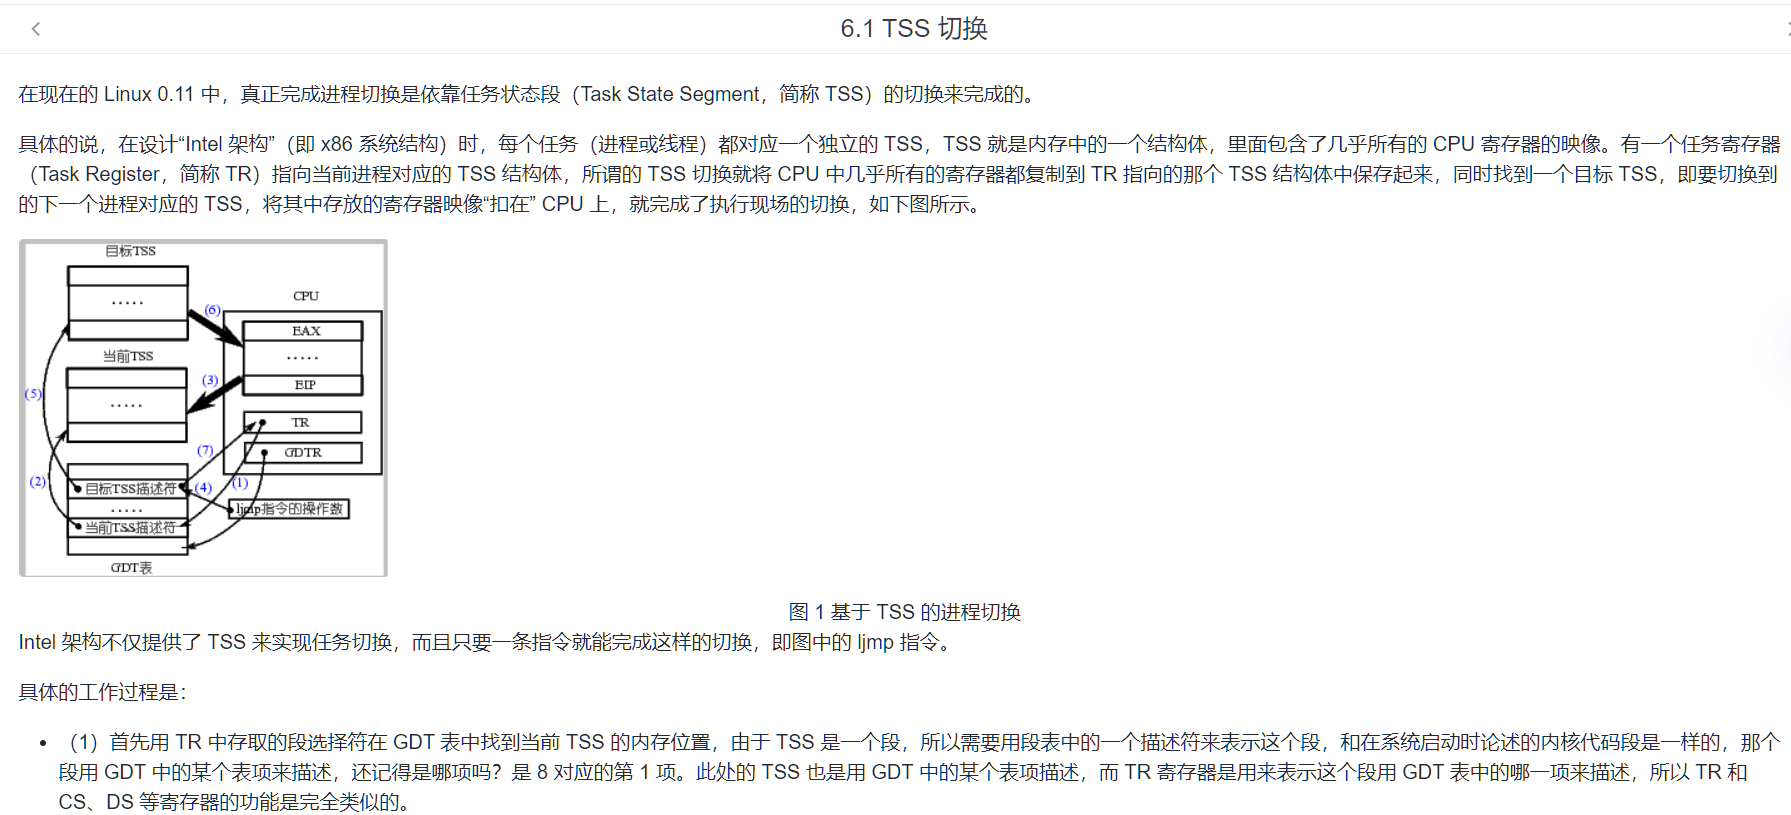 6.1 TSS 切换
在现在的 Linux 0.11 中，真正完成进程切换是依靠任务状态段（Task State Segment，简称 TSS）的切换来完成的。
具体的说，在设计“Intel 架构”（即 x86 系统结构）时，每个任务（进程或线程）都对应一个独立的 TSS，TSS 就是内存中的一个结构体，里面包含了几乎所有的 CPU 寄存器的映像。有一个任务寄存器
（Task Register，简称 TR）指向当前进程对应的 TSS 结构体，所谓的 TSS 切换就将 CPU 中几乎所有的寄存器都复制到 TR 指向的那个 TSS 结构体中保存起来，同时找到一个目标 TSS，即要切换到
的下一个进程对应的 TSS，将其中存放的寄存器映像“扣在” CPU 上，就完成了执行现场的切换，如下图所示。
目标TSS
.....
CPU
(6)
EAX
.....
当前TSS
(3)
EIP
(5)
.....
TR
(7)
GDTR
(2)
目标TSS描述符
(4)
(1)
.....
ljmp指令的操作数
当前TSS描述符
GDT表
图 1 基于 TSS 的进程切换
Intel 架构不仅提供了 TSS 来实现任务切换，而且只要一条指令就能完成这样的切换，即图中的 ljmp 指令。
具体的工作过程是：
• （1）首先用 TR 中存取的段选择符在 GDT 表中找到当前 TSS 的内存位置，由于 TSS 是一个段，所以需要用段表中的一个描述符来表示这个段，和在系统启动时论述的内核代码段是一样的，那个
段用 GDT 中的某个表项来描述，还记得是哪项吗？是 8 对应的第 1 项。此处的 TSS 也是用 GDT 中的某个表项描述，而 TR 寄存器是用来表示这个段用 GDT 表中的哪一项来描述，所以 TR 和
CS、DS 等寄存器的功能是完全类似的。